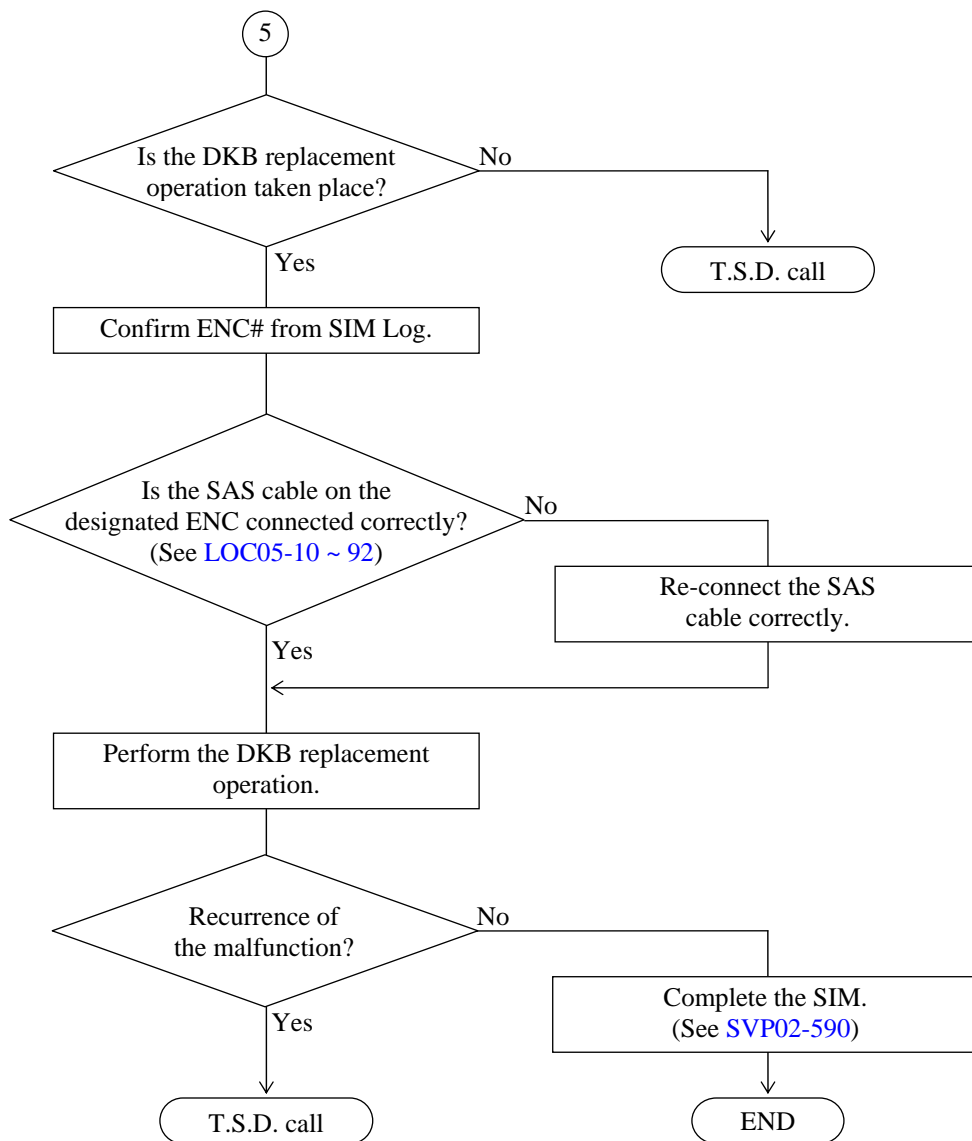 5
Is the DKB replacement
operation taken place?
No
Yes
T.S.D. call
Confirm ENC# from SIM Log.
Is the SAS cable on the
designated ENC connected correctly?
(See LOC05-10 ~ 92)
No
Re-connect the SAS
cable correctly.
Yes
Perform the DKB replacement
operation.
Recurrence of
the malfunction?
No
Complete the SIM.
(See SVP02-590)
Yes
T.S.D. call
END